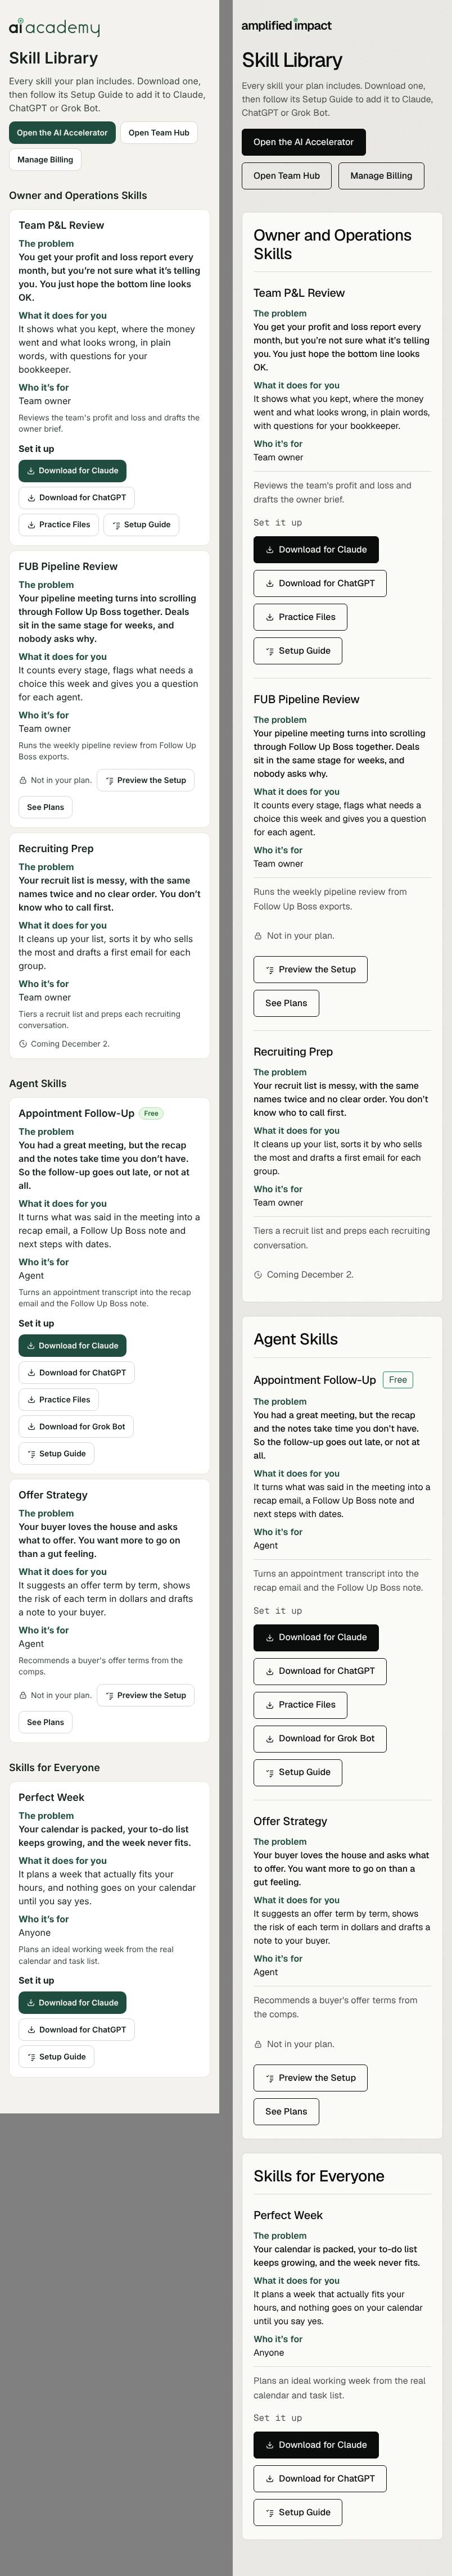 ai academy
Skill Library
Every skill your plan includes. Download one,
then follow its Setup Guide to add it to Claude,
ChatGPT or Grok Bot.
Open the AI Accelerator
Open Team Hub
Manage Billing
Owner and Operations Skills
Team P&L Review
The problem
You get your profit and loss report every
month, but you're not sure what it's telling
you. You just hope the bottom line looks
OK.
What it does for you
It shows what you kept, where the money
went and what looks wrong, in plain
words, with questions for your
bookkeeper.
Who it's for
Team owner
Reviews the team's profit and loss and drafts the
owner brief.
Set it up
Download for Claude
Download for ChatGPT
Practice Files
Setup Guide
FUB Pipeline Review
The problem
Your pipeline meeting turns into scrolling
through Follow Up Boss together. Deals
sit in the same stage for weeks, and
nobody asks why.
What it does for you
It counts every stage, flags what needs a
choice this week and gives you a question
for each agent.
Who it's for
Team owner
Runs the weekly pipeline review from Follow Up
Boss exports.
Not in your plan.
Preview the Setup
See Plans
Recruiting Prep
The problem
Your recruit list is messy, with the same
names twice and no clear order. You don't
know who to call first.
What it does for you
It cleans up your list, sorts it by who sells
the most and drafts a first email for each
group.
Who it's for
Team owner
Tiers a recruit list and preps each recruiting
conversation.
Coming December 2.
Agent Skills
Appointment Follow-Up Free
The problem
You had a great meeting, but the recap
and the notes take time you don't have.
So the follow-up goes out late, or not at
all.
What it does for you
It turns what was said in the meeting into a
recap email, a Follow Up Boss note and
next steps with dates.
Who it's for
Agent
Turns an appointment transcript into the recap
email and the Follow Up Boss note.
Set it up
Download for Claude
Download for ChatGPT
Practice Files
Download for Grok Bot
Setup Guide
Offer Strategy
The problem
Your buyer loves the house and asks
what to offer. You want more to go on
than a gut feeling.
What it does for you
It suggests an offer term by term, shows
the risk of each term in dollars and drafts
a note to your buyer.
Who it's for
Agent
Recommends a buyer's offer terms from the
comps.
Not in your plan.
Preview the Setup
See Plans
Skills for Everyone
Perfect Week
The problem
Your calendar is packed, your to-do list
keeps growing, and the week never fits.
What it does for you
It plans a week that actually fits your
hours, and nothing goes on your calendar
until you say yes.
Who it's for
Anyone
Plans an ideal working week from the real
calendar and task list.
Set it up
Download for Claude
Download for ChatGPT
Setup Guide
amplified impact
Skill Library
Every skill your plan includes. Download one,
then follow its Setup Guide to add it to Claude,
ChatGPT or Grok Bot.
Open the AI Accelerator
Open Team Hub
Manage Billing
Owner and Operations
Skills
Team P&L Review
The problem
You get your profit and loss report every
month, but you're not sure what it's telling
you. You just hope the bottom line looks
OK.
What it does for you
It shows what you kept, where the money
went and what looks wrong, in plain words,
with questions for your bookkeeper.
Who it's for
Team owner
Reviews the team's profit and loss and
drafts the owner brief.
Set it up
Download for Claude
Download for ChatGPT
Practice Files
Setup Guide
FUB Pipeline Review
The problem
Your pipeline meeting turns into scrolling
through Follow Up Boss together. Deals
sit in the same stage for weeks, and
nobody asks why.
What it does for you
It counts every stage, flags what needs a
choice this week and gives you a question
for each agent.
Who it's for
Team owner
Runs the weekly pipeline review from
Follow Up Boss exports.
Not in your plan.
Preview the Setup
See Plans
Recruiting Prep
The problem
Your recruit list is messy, with the same
names twice and no clear order. You don't
know who to call first.
What it does for you
It cleans up your list, sorts it by who sells
the most and drafts a first email for each
group.
Who it's for
Team owner
Tiers a recruit list and preps each recruiting
conversation.
Coming December 2.
Agent Skills
Appointment Follow-Up Free
The problem
You had a great meeting, but the recap
and the notes take time you don't have.
So the follow-up goes out late, or not at
all.
What it does for you
It turns what was said in the meeting into a
recap email, a Follow Up Boss note and
next steps with dates.
Who it's for
Agent
Turns an appointment transcript into the
recap email and the Follow Up Boss note.
Set it up
Download for Claude
Download for ChatGPT
Practice Files
Download for Grok Bot
Setup Guide
Offer Strategy
The problem
Your buyer loves the house and asks what
to offer. You want more to go on than a
gut feeling.
What it does for you
It suggests an offer term by term, shows
the risk of each term in dollars and drafts a
note to your buyer.
Who it's for
Agent
Recommends a buyer's offer terms from
the comps.
Not in your plan.
Preview the Setup
See Plans
Skills for Everyone
Perfect Week
The problem
Your calendar is packed, your to-do list
keeps growing, and the week never fits.
What it does for you
It plans a week that actually fits your
hours, and nothing goes on your calendar
until you say yes.
Who it's for
Anyone
Plans an ideal working week from the real
calendar and task list.
Set it up
Download for Claude
Download for ChatGPT
Setup Guide